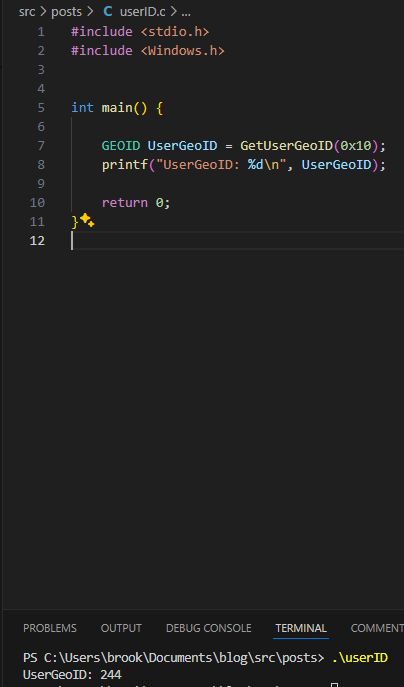 src > posts > C userID.c > ...
1 #include <stdio.h>
2 #include <Windows.h>
3
4
5 int main() {
6
7 GEOID UserGeoID = GetUserGeoID(0x10);
8 printf("UserGeoID: %d\n", UserGeoID);
9
10 return 0;
11 }
12
PROBLEMS OUTPUT DEBUG CONSOLE TERMINAL COMMENT
PS C:\Users\brook\Documents\blog\src\posts> .\userID
UserGeoID: 244